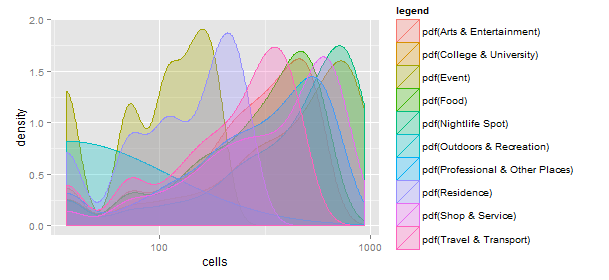 legend
2.0
1.5
1.0
0.5
0.0
density
100
1000
cells
pdf(Arts & Entertainment)
pdf(College & University)
pdf(Event)
pdf(Food)
pdf(Nightlife Spot)
pdf(Outdoors & Recreation)
pdf(Professional & Other Places)
pdf(Residence)
pdf(Shop & Service)
pdf(Travel & Transport)